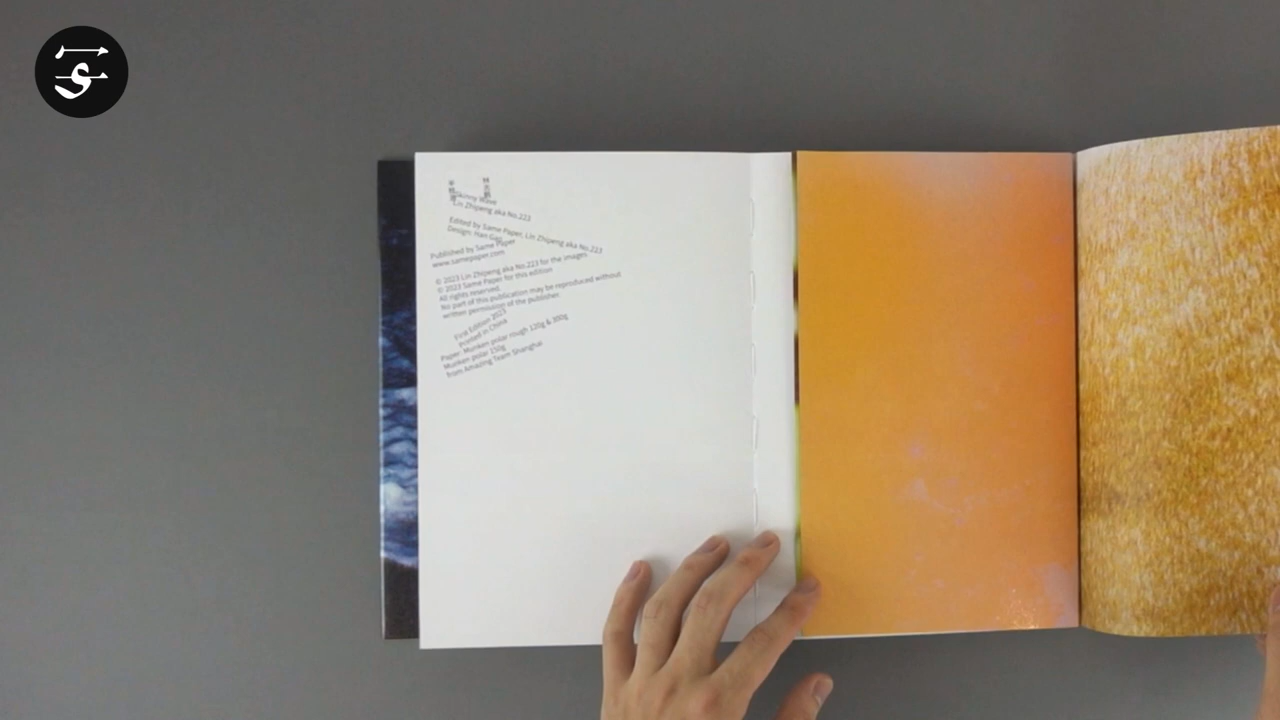 Skinny Wave
Lin Zhipeng aka No.223
Edited by Same Paper, Lin Zhipeng aka No.223
Design: Han Gao
Published by Same Paper
www.samepaper.com
© 2023 Lin Zhipeng aka No.223 for the images
© 2023 Same Paper for this edition
All rights reserved.
No part of this publication may be reproduced without
written permission of the publisher.
First Edition 2023
Printed in China
Paper: Munken polar rough 120g & 300g
Munken polar 150g
from Amazing Team Shanghai